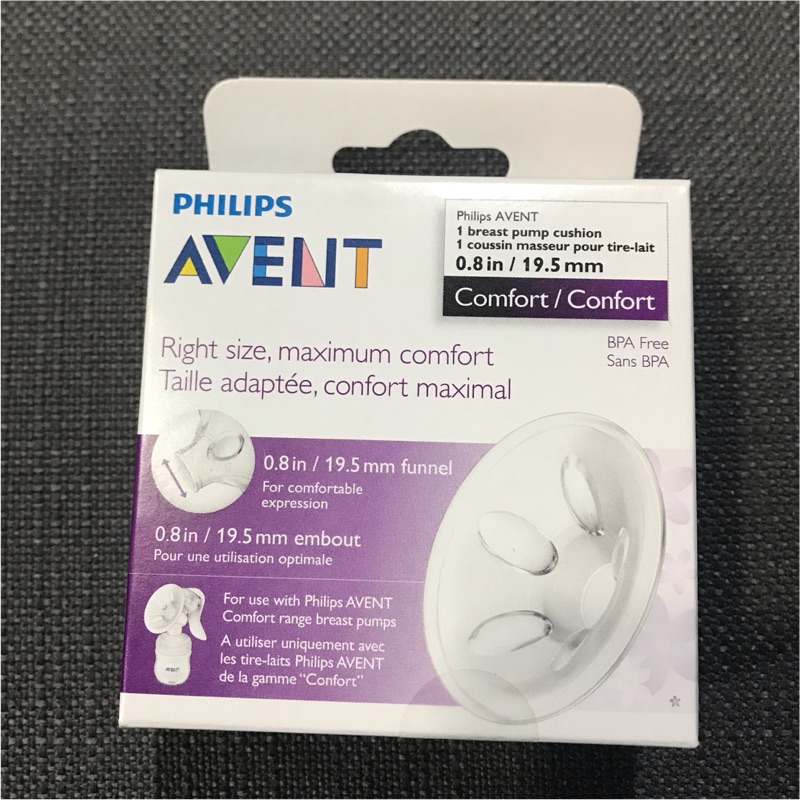 PHILIPS
AVENT
Philips AVENT
1 breast pump cushion
1 coussin masseur pour tire-lait
0.8 in / 19.5 mm
Comfort / Confort
BPA Free
Sans BPA
Right size, maximum comfort
Taille adaptée, confort maximal
0.8 in / 19.5 mm funnel
For comfortable
expression
0.8 in / 19.5 mm embout
Pour une utilisation optimale
For use with Philips AVENT
Comfort range breast pumps
A utiliser uniquement avec
les tire-laits Philips AVENT
de la gamme “Confort”
AVENT